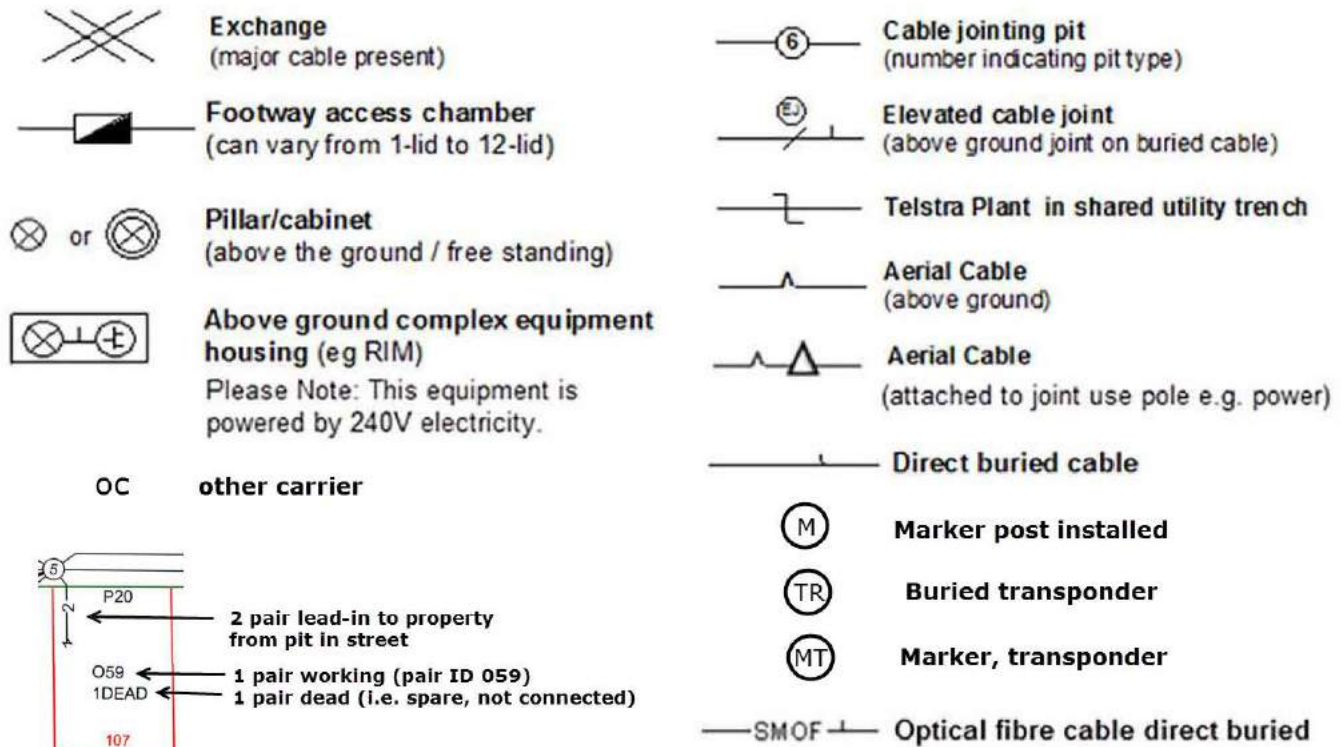 Exchange
(major cable present)
Footway access chamber
(can vary from 1-lid to 12-lid)
or
Pillar/cabinet
(above the ground / free standing)
Above ground complex equipment
housing (eg RIM)
Please Note: This equipment is
powered by 240V electricity.
OC other carrier
5
P20
2
2 pair lead-in to property
from pit in street
O59
1 pair working (pair ID 059)
1DEAD
1 pair dead (i.e. spare, not connected)
107
6
Cable jointing pit
(number indicating pit type)
EJ
Elevated cable joint
(above ground joint on buried cable)
Telstra Plant in shared utility trench
Aerial Cable
(above ground)
Aerial Cable
(attached to joint use pole e.g. power)
Direct buried cable
M Marker post installed
TR Buried transponder
MT Marker, transponder
SMOF Optical fibre cable direct buried